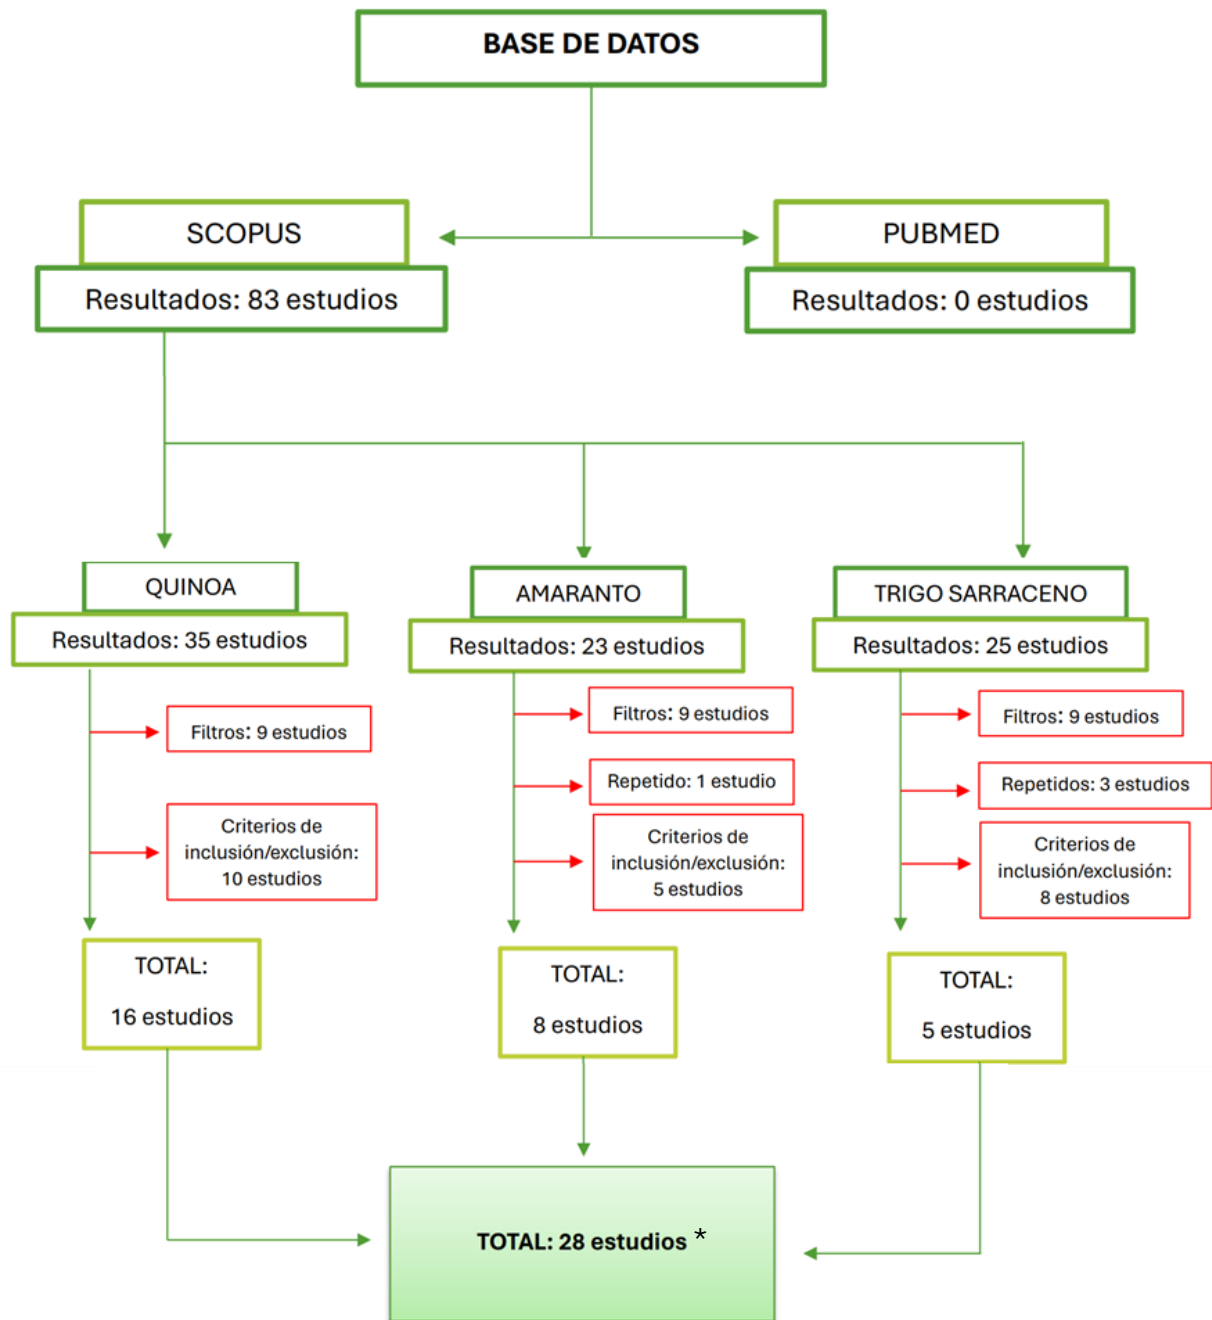 BASE DE DATOS
SCOPUS
Resultados: 83 estudios
PUBMED
Resultados: 0 estudios
QUINOA
Resultados: 35 estudios
Filtros: 9 estudios
Criterios de
inclusión/exclusión:
10 estudios
TOTAL:
16 estudios
AMARANTO
Resultados: 23 estudios
Filtros: 9 estudios
Repetido: 1 estudio
Criterios de
inclusión/exclusión:
5 estudios
TOTAL:
8 estudios
TRIGO SARRACENO
Resultados: 25 estudios
Filtros: 9 estudios
Repetidos: 3 estudios
Criterios de
inclusión/exclusión:
8 estudios
TOTAL:
5 estudios
TOTAL: 28 estudios *